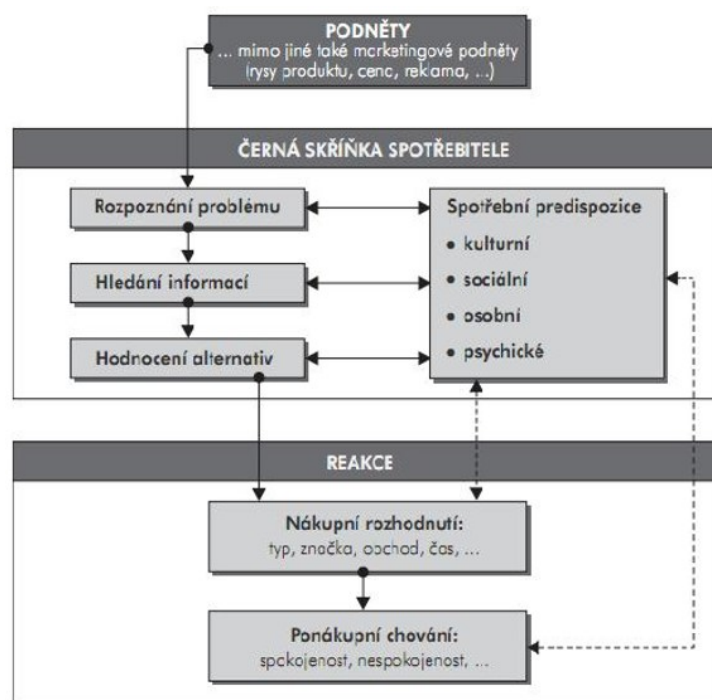 PODNĚTY
... mimo jiné také marketingové podněty
(rysy produktu, cena, reklama, ...)
ČERNÁ SKŘÍŇKA SPOTŘEBITELE
Rozpoznání problému
Hledání informací
Hodnocení alternativ
Spotřební predispozice
• kulturní
• sociální
• osobní
• psychické
REAKCE
Nákupní rozhodnutí:
typ, značka, obchod, čas, ...
Ponákupní chování:
spokojenost, nespokojenost, ...